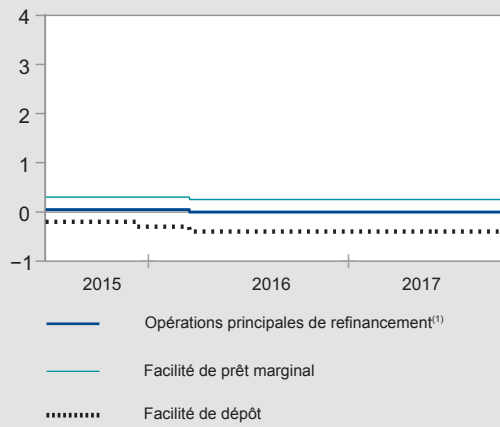 4
3
2
1
0
−1
2015 2016 2017
Opérations principales de refinancement(1)
Facilité de prêt marginal
Facilité de dépôt